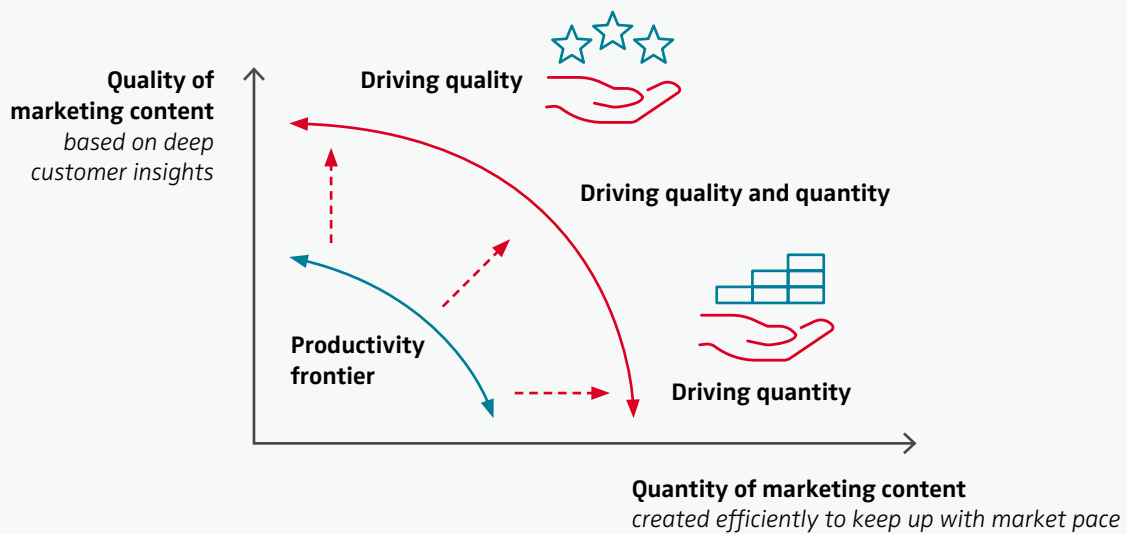 Quality of
marketing content
based on deep
customer insights
Driving quality
Driving quality and quantity
Productivity
frontier
Driving quantity
Quantity of marketing content
created efficiently to keep up with market pace